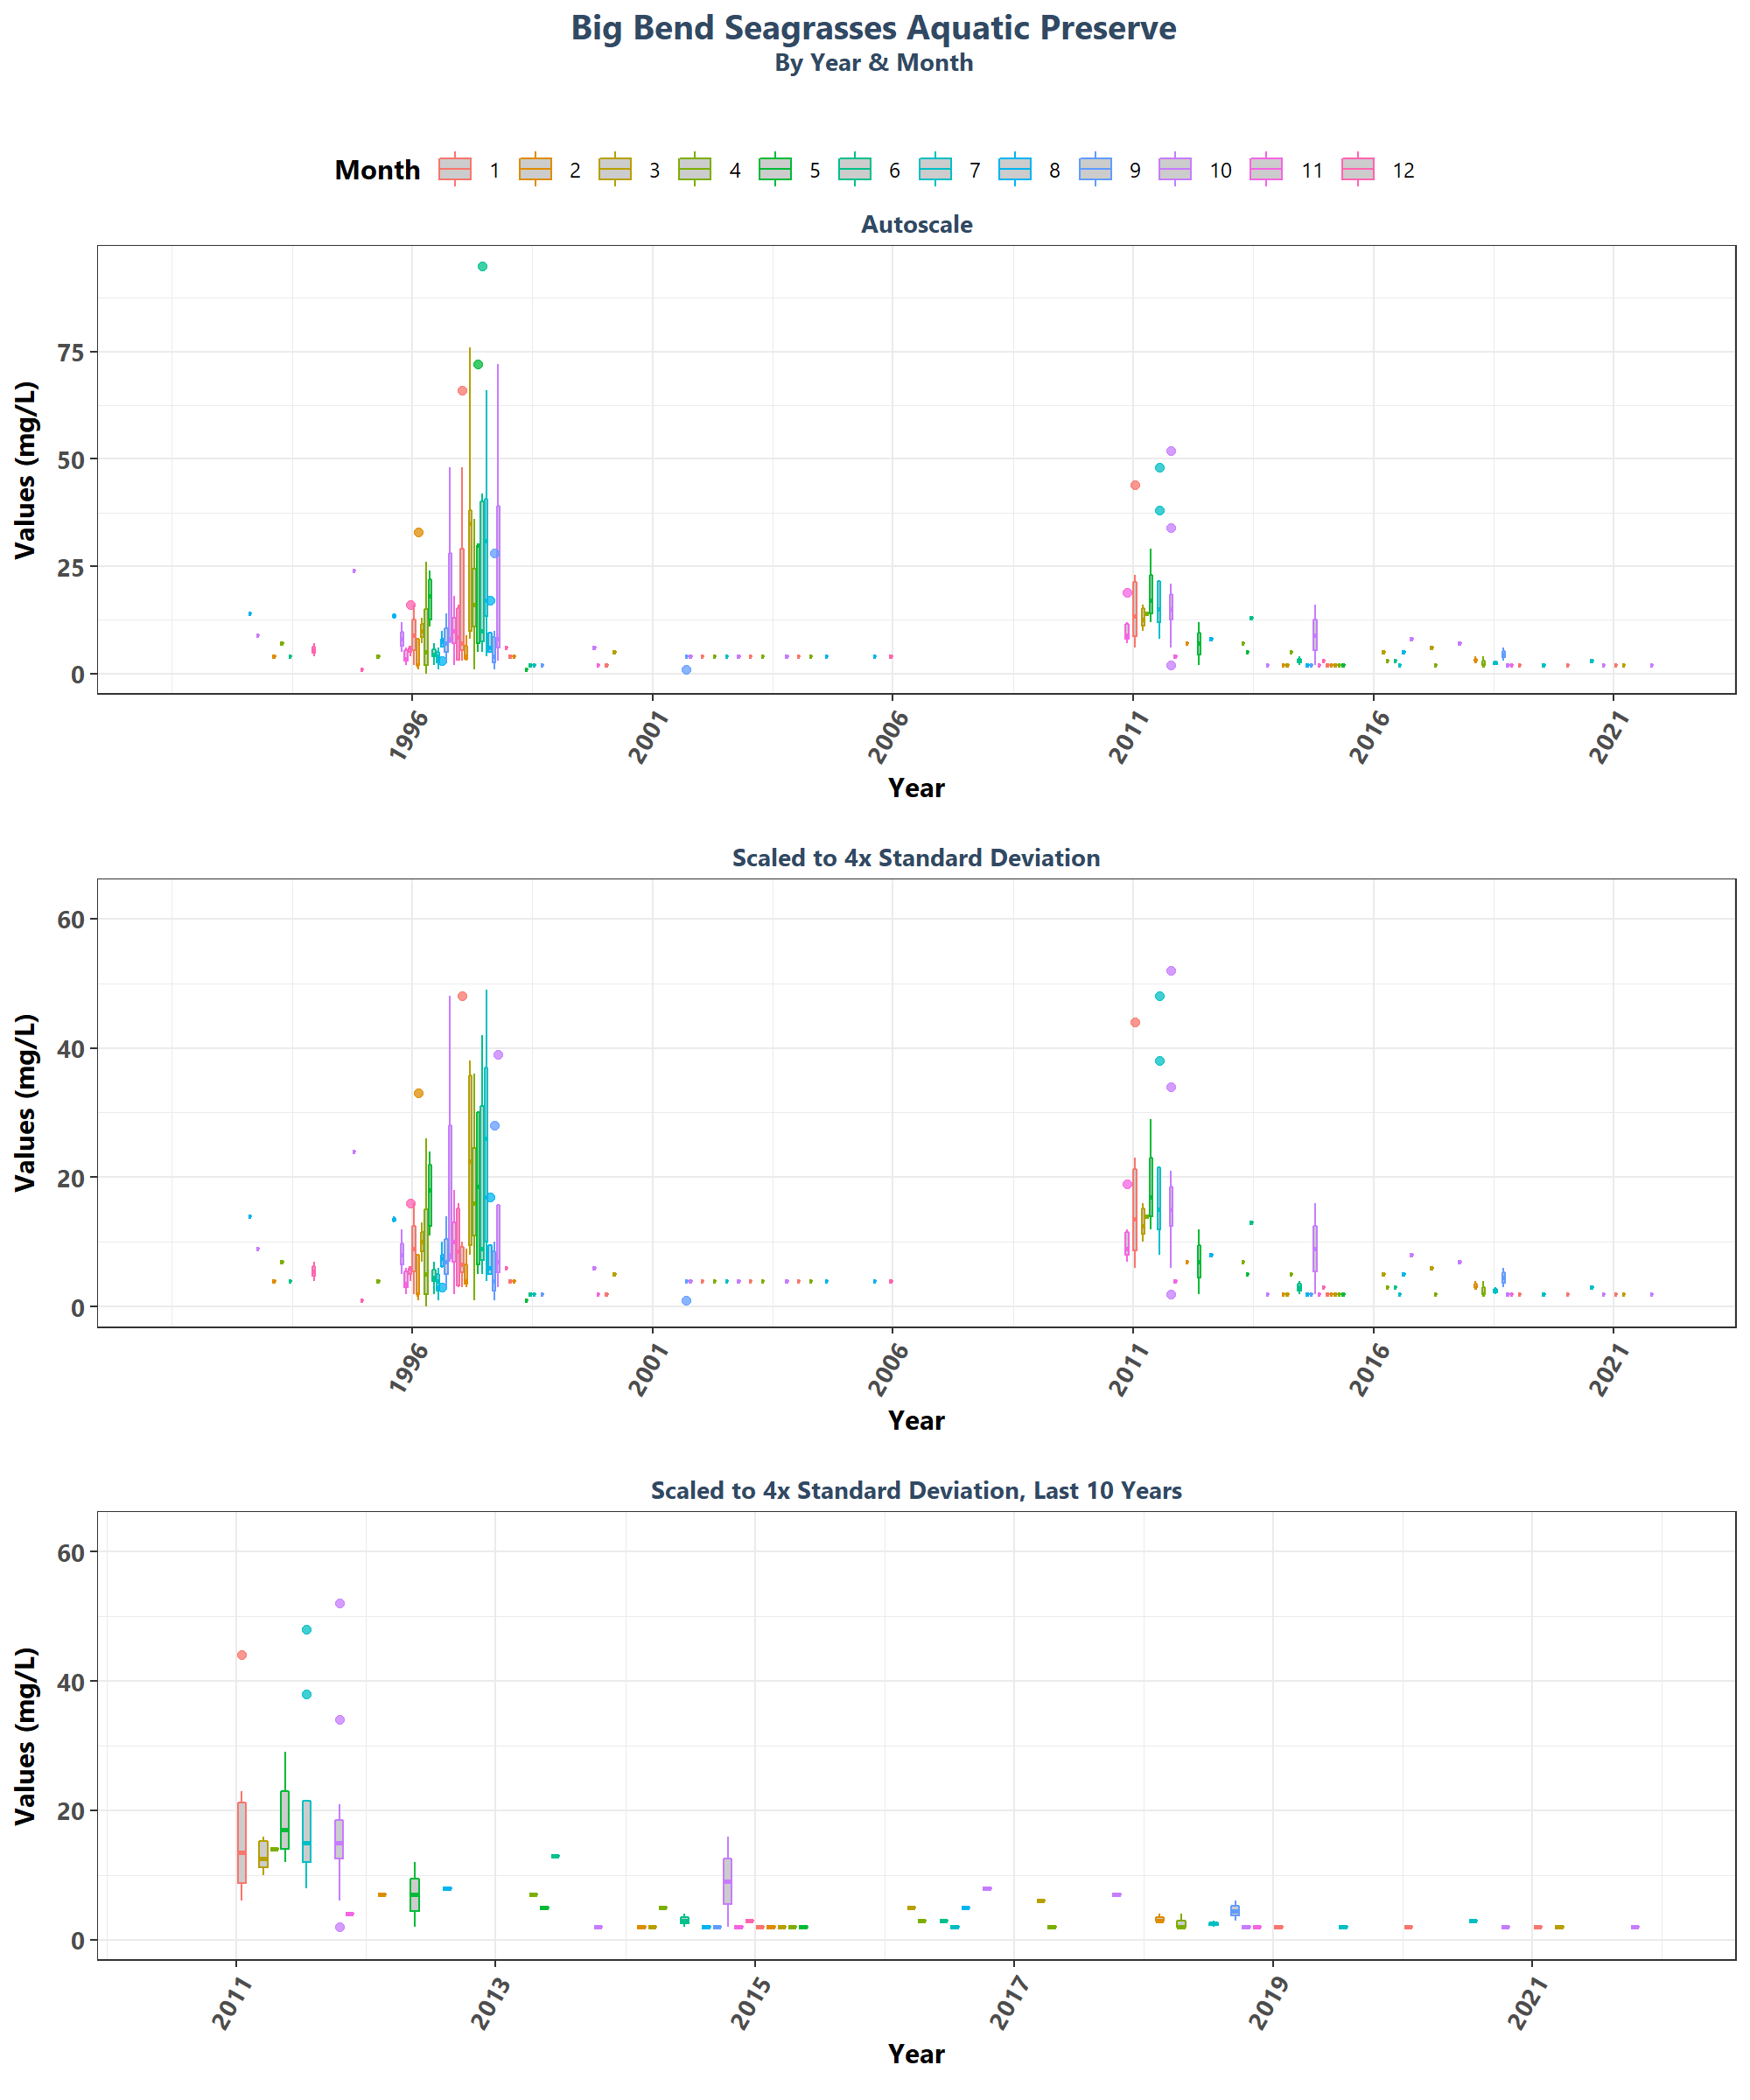 Big Bend Seagrasses Aquatic Preserve
By Year & Month
Month 1 2 3 4 5 6 7 8 9 10 11 12
Autoscale
Values (mg/L)
75
50
25
0
1996 2001 2006 2011 2016 2021
Year
Scaled to 4x Standard Deviation
Values (mg/L)
60
40
20
0
1996 2001 2006 2011 2016 2021
Year
Scaled to 4x Standard Deviation, Last 10 Years
Values (mg/L)
60
40
20
0
2011 2013 2015 2017 2019 2021
Year